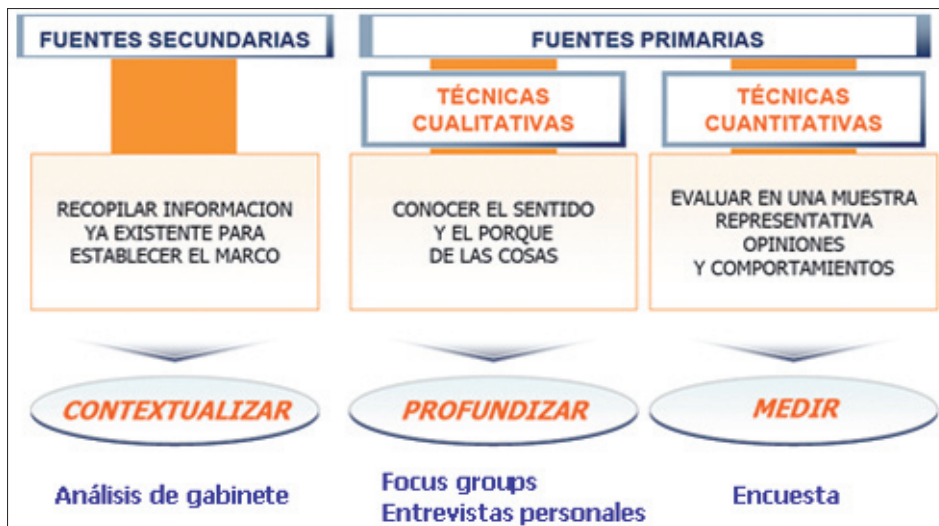 FUENTES SECUNDARIAS
FUENTES PRIMARIAS
TÉCNICAS
CUALITATIVAS
TÉCNICAS
CUANTITATIVAS
RECOPILAR INFORMACION
YA EXISTENTE PARA
ESTABLECER EL MARCO
CONOCER EL SENTIDO
Y EL PORQUE
DE LAS COSAS
EVALUAR EN UNA MUESTRA
REPRESENTATIVA
OPINIONES
Y COMPORTAMIENTOS
CONTEXTUALIZAR
PROFUNDIZAR
MEDIR
Análisis de gabinete
Focus groups
Entrevistas personales
Encuesta